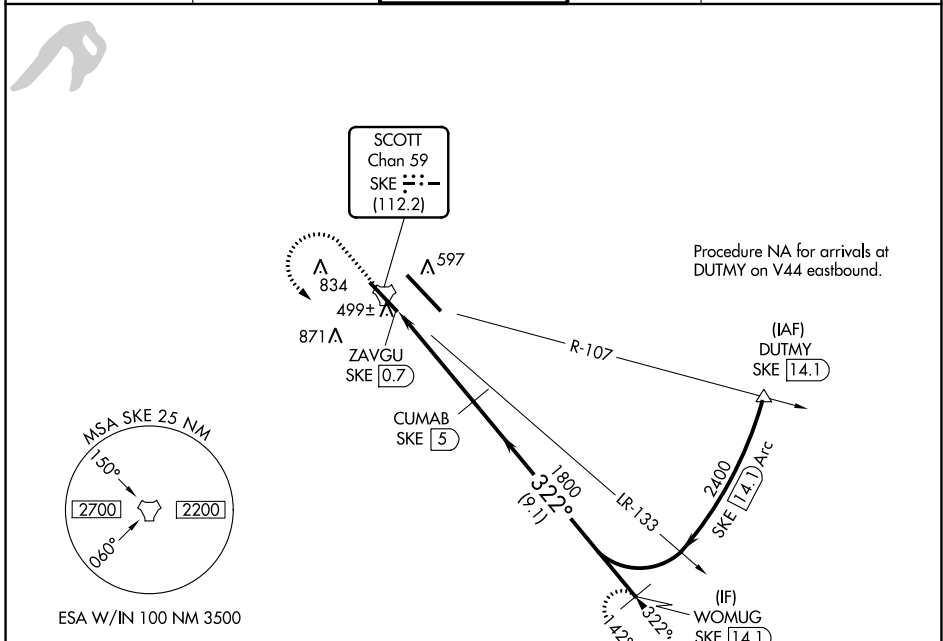 SCOTT
Chan 59
SKE
(112.2)
Procedure NA for arrivals at
DUTMY on V44 eastbound.
597
834
499±
871
ZAVGU
SKE 0.7
R-107
(IAF)
DUTMY
SKE 14.1
CUMAB
SKE 5
1800
322°
(9.1)
LR-133
2400
SKE 14.1 Arc
MSA SKE 25 NM
150°
2700
2200
060°
ESA W/IN 100 NM 3500
142°
322°
(IF)
WOMUG
SKE 14.1